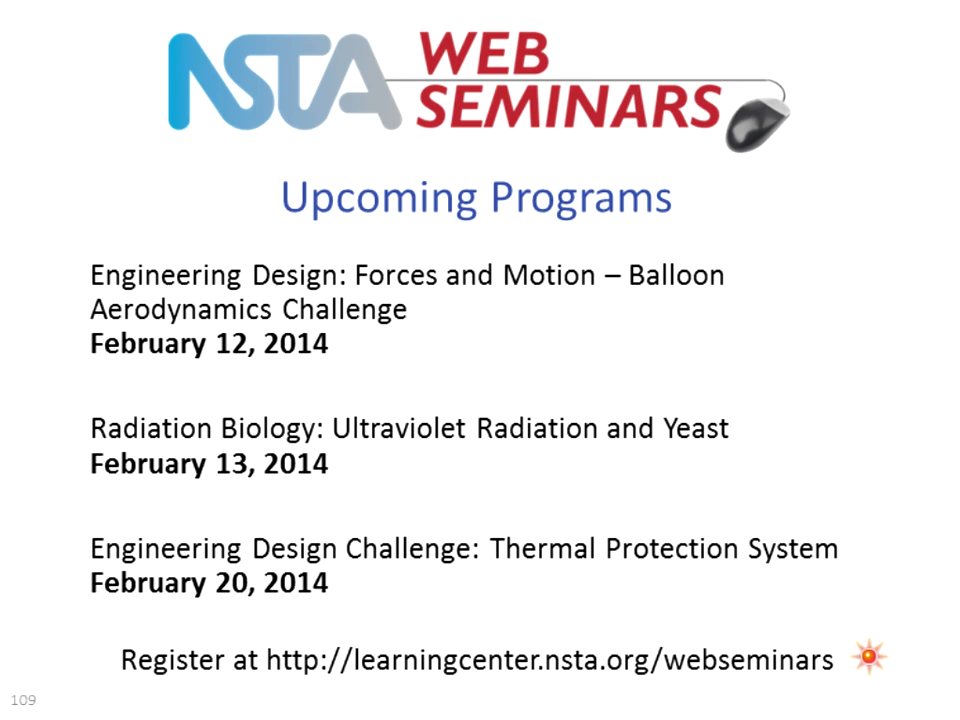 NSTA WEB
SEMINARS
Upcoming Programs
Engineering Design: Forces and Motion – Balloon
Aerodynamics Challenge
February 12, 2014
Radiation Biology: Ultraviolet Radiation and Yeast
February 13, 2014
Engineering Design Challenge: Thermal Protection System
February 20, 2014
Register at http://learningcenter.nsta.org/webseminars
109